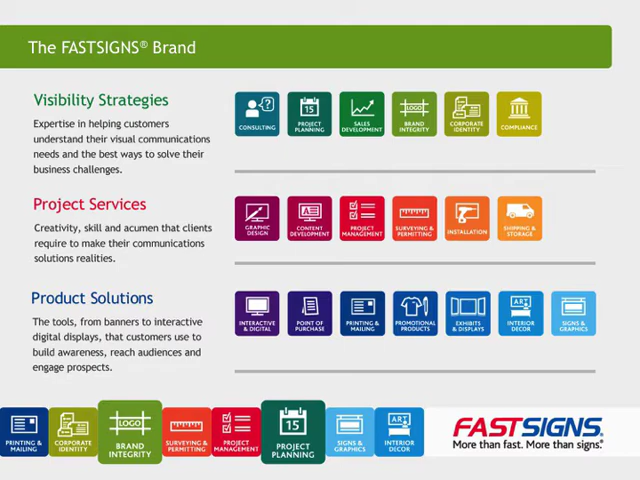 The FASTSIGNS® Brand
Visibility Strategies
Expertise in helping customers
understand their visual communications
needs and the best ways to solve their
business challenges.
CONSULTING
PROJECT
PLANNING
15
SALES
DEVELOPMENT
LOGO
BRAND
INTEGRITY
CORPORATE
IDENTITY
COMPLIANCE
Project Services
Creativity, skill and acumen that clients
require to make their communications
solutions realities.
GRAPHIC
DESIGN
CONTENT
DEVELOPMENT
PROJECT
MANAGEMENT
SURVEYING &
PERMITTING
INSTALLATION
SHIPPING &
STORAGE
Product Solutions
The tools, from banners to interactive
digital displays, that customers use to
build awareness, reach audiences and
engage prospects.
INTERACTIVE
& DIGITAL
POINT OF
PURCHASE
PRINTING &
MAILING
PROMOTIONAL
PRODUCTS
EXHIBITS
& DISPLAYS
ART
INTERIOR
DECOR
SIGNS &
GRAPHICS
PRINTING &
MAILING
CORPORATE
IDENTITY
LOGO
BRAND
INTEGRITY
SURVEYING &
PERMITTING
PROJECT
MANAGEMENT
15
PROJECT
PLANNING
SIGNS &
GRAPHICS
ART
INTERIOR
DECOR
FASTSIGNS.
More than fast. More than signs.®